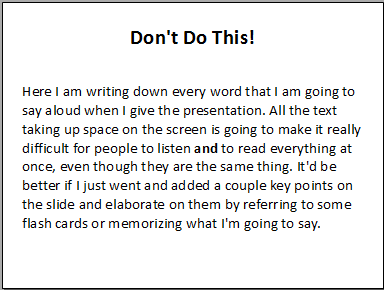 Don't Do This!
Here I am writing down every word that I am going to
say aloud when I give the presentation. All the text
taking up space on the screen is going to make it really
difficult for people to listen and to read everything at
once, even though they are the same thing. It'd be
better if I just went and added a couple key points on
the slide and elaborate on them by referring to some
flash cards or memorizing what I'm going to say.